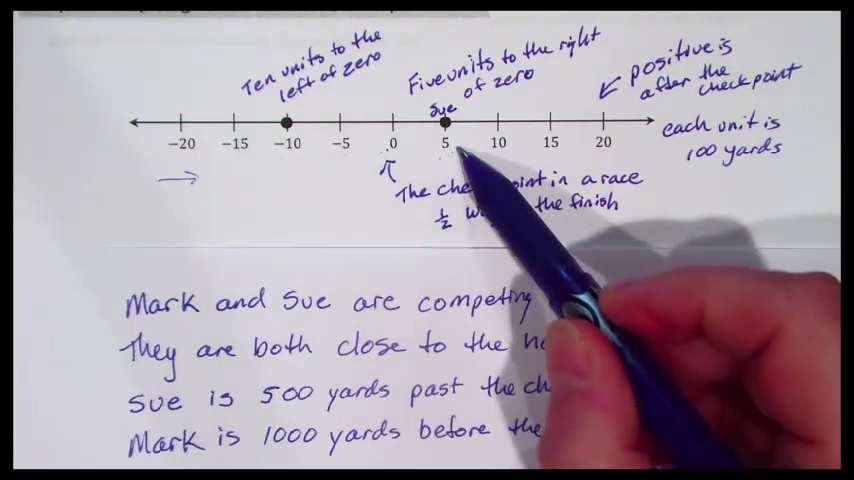 Ten units to the
left of zero
Five units to the right
of zero
Sue
positive is
after the
checkpoint
each unit is
100 yards
−20 −15 −10 −5 0 5 10 15 20
The in a race
1/2 the finish
Mark and Sue are competing
They are both close to the
Sue is 500 yards past the
Mark is 1000 yards before the